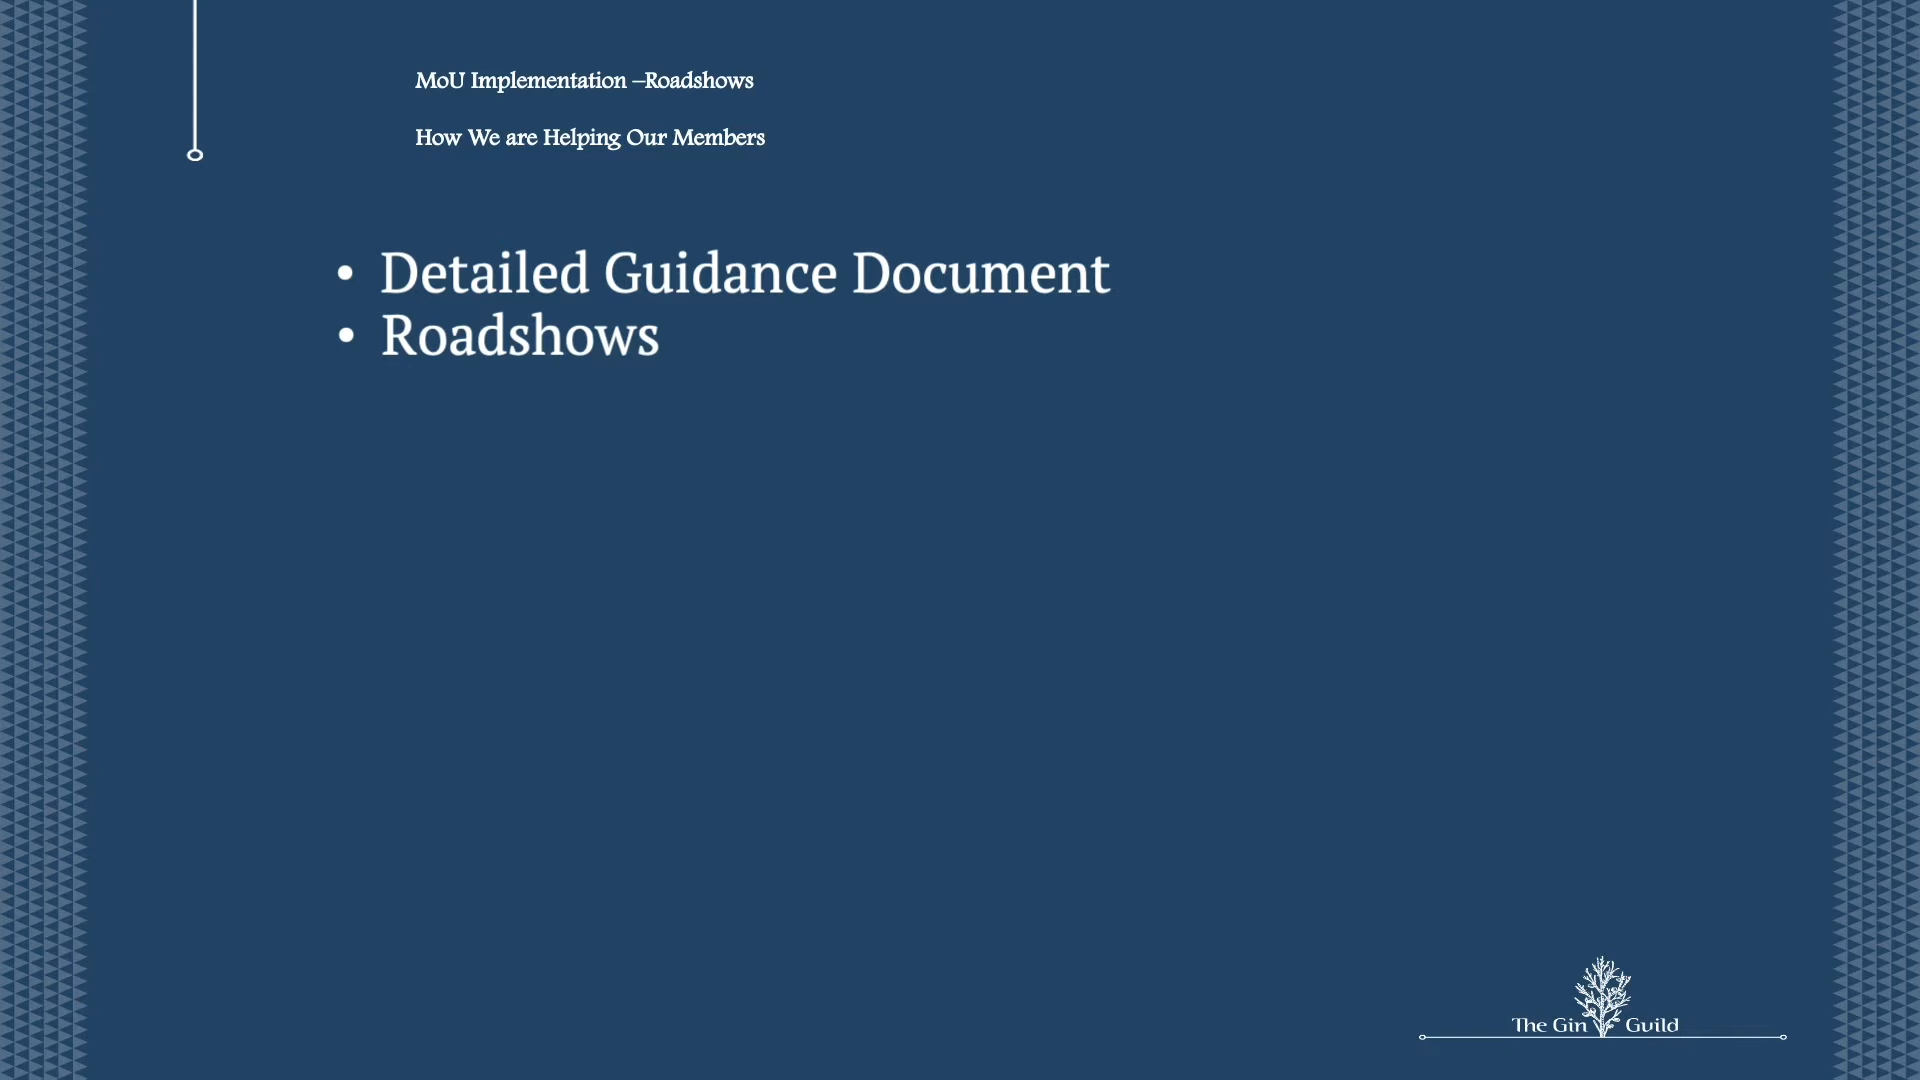 MoU Implementation –Roadshows
How We are Helping Our Members
• Detailed Guidance Document
• Roadshows
The Gin Guild